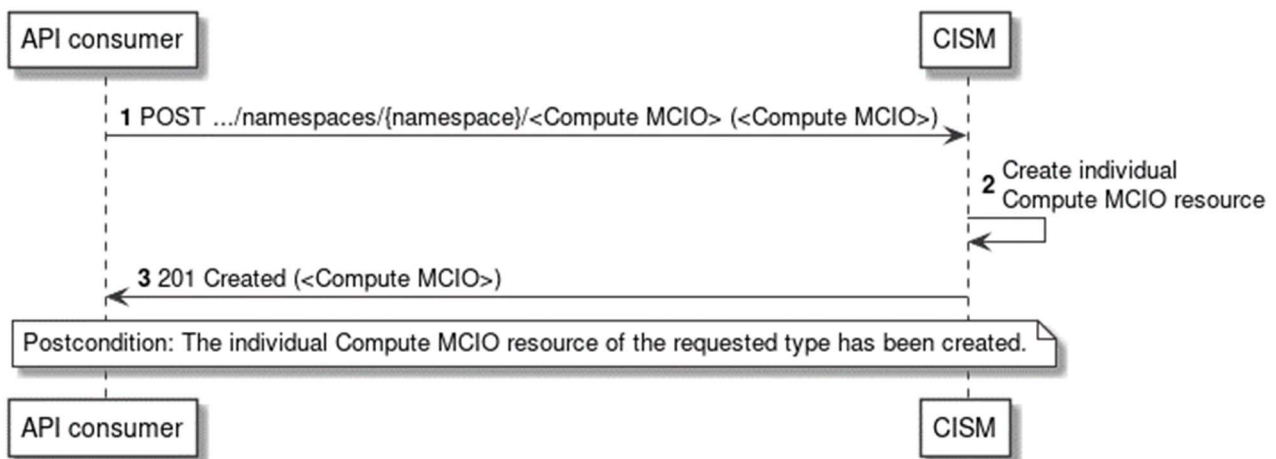 API consumer
CISM
1 POST .../namespaces/{namespace}/<Compute MCIO> (<Compute MCIO>)
2 Create individual
Compute MCIO resource
3 201 Created (<Compute MCIO>)
Postcondition: The individual Compute MCIO resource of the requested type has been created.
API consumer
CISM